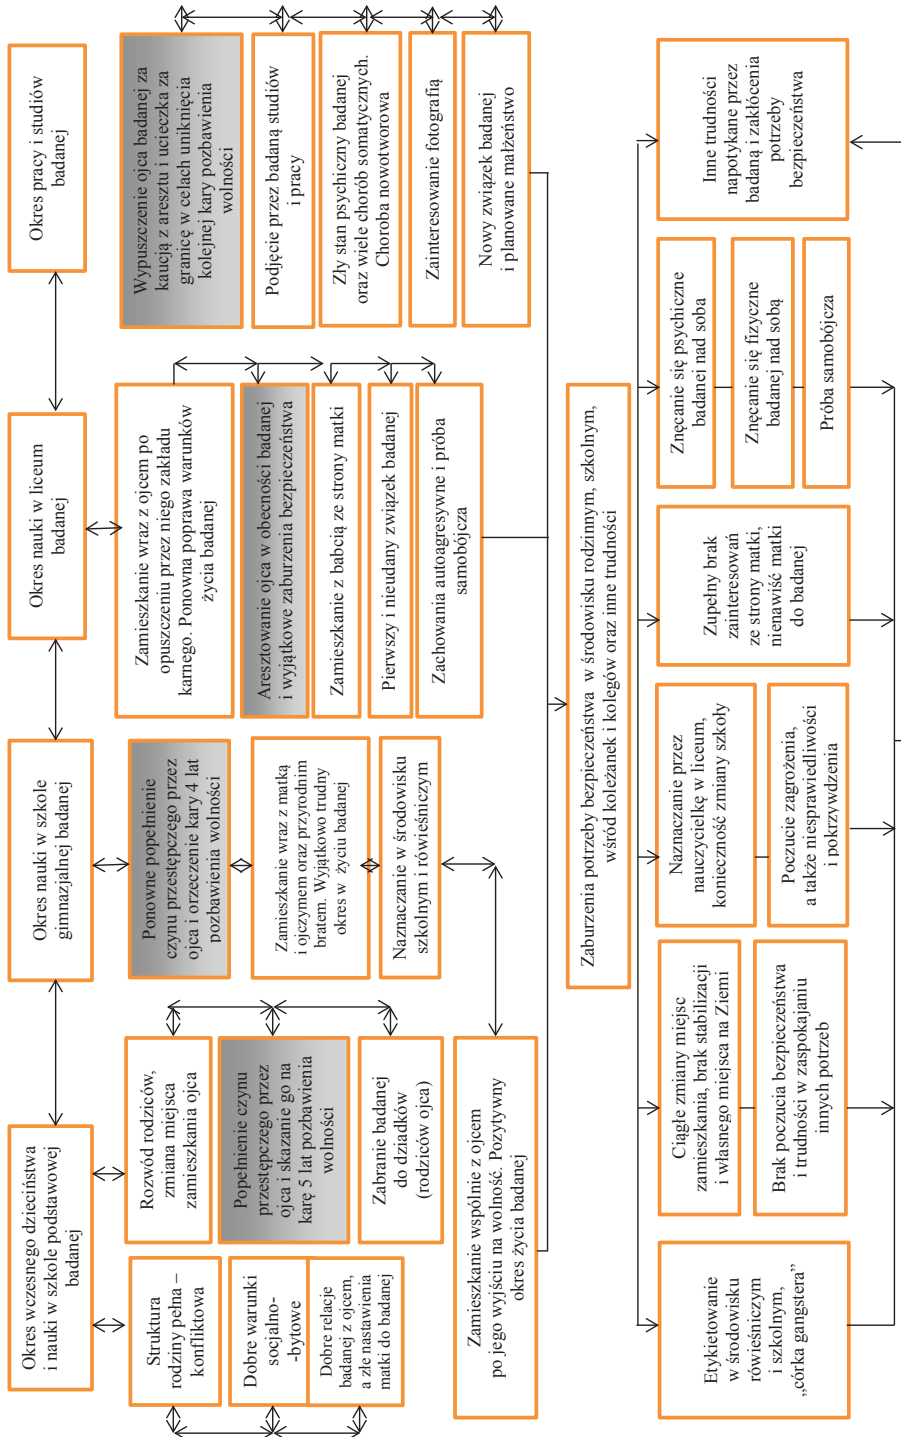 Okres wczesnego dzieciństwa
i nauki w szkole podstawowej
badanej
Okres nauki w szkole
gimnazjalnej badanej
Okres nauki w liceum
badanej
Okres pracy i studiów
badanej
Struktura
rodziny pełna –
konfliktowa
Dobre warunki
socjalno-
-bytowe
Dobre relacje
badanej z ojcem,
a złe nastawienia
matki do badanej
Rozwód rodziców,
zmiana miejsca
zamieszkania ojca
Popełnienie czynu
przestępczego przez
ojca i skazanie go na
karę 5 lat pozbawienia
wolności
Zabranie badanej
do dziadków
(rodziców ojca)
Zamieszkanie wspólnie z ojcem
po jego wyjściu na wolność. Pozytywny
okres życia badanej
Ponowne popełnienie
czynu przestępczego przez
ojca i orzeczenie kary 4 lat
pozbawienia wolności
Zamieszkanie wraz z matką
i ojczymem oraz przyrodnim
bratem. Wyjątkowo trudny
okres w życiu badanej
Naznaczanie w środowisku
szkolnym i rówieśniczym
Zamieszkanie wraz z ojcem po
opuszczeniu przez niego zakładu
karnego. Ponowna poprawa warunków
życia badanej
Aresztowanie ojca w obecności badanej
i wyjątkowe zaburzenia bezpieczeństwa
Zamieszkanie z babcią ze strony matki
Pierwszy i nieudany związek badanej
Zachowania autoagresywne i próba
samobójcza
Wypuszczenie ojca badanej za
kaucją z aresztu i ucieczka za
granicę w celach uniknięcia
kolejnej kary pozbawienia
wolności
Podjęcie przez badaną studiów
i pracy
Zły stan psychiczny badanej
oraz wiele chorób somatycznych.
Choroba nowotworowa
Zainteresowanie fotografią
Nowy związek badanej
i planowane małżeństwo
Zaburzenia potrzeby bezpieczeństwa w środowisku rodzinnym, szkolnym,
wśród koleżanek i kolegów oraz inne trudności
Etykietowanie
w środowisku
rówieśniczym
i szkolnym,
„córka gangstera”
Ciągłe zmiany miejsc
zamieszkania, brak stabilizacji
i własnego miejsca na Ziemi
Brak poczucia bezpieczeństwa
i trudności w zaspokajaniu
innych potrzeb
Naznaczanie przez
nauczycielkę w liceum,
konieczność zmiany szkoły
Poczucie zagrożenia,
a także niesprawiedliwości
i pokrzywdzenia
Zupełny brak
zainteresowań
ze strony matki,
nienawiść matki
do badanej
Znęcanie się psychiczne
badanei nad soba
Znęcanie się fizyczne
badanej nad sobą
Próba samobójcza
Inne trudności
napotykane przez
badaną i zakłócenia
potrzeby
bezpieczeństwa